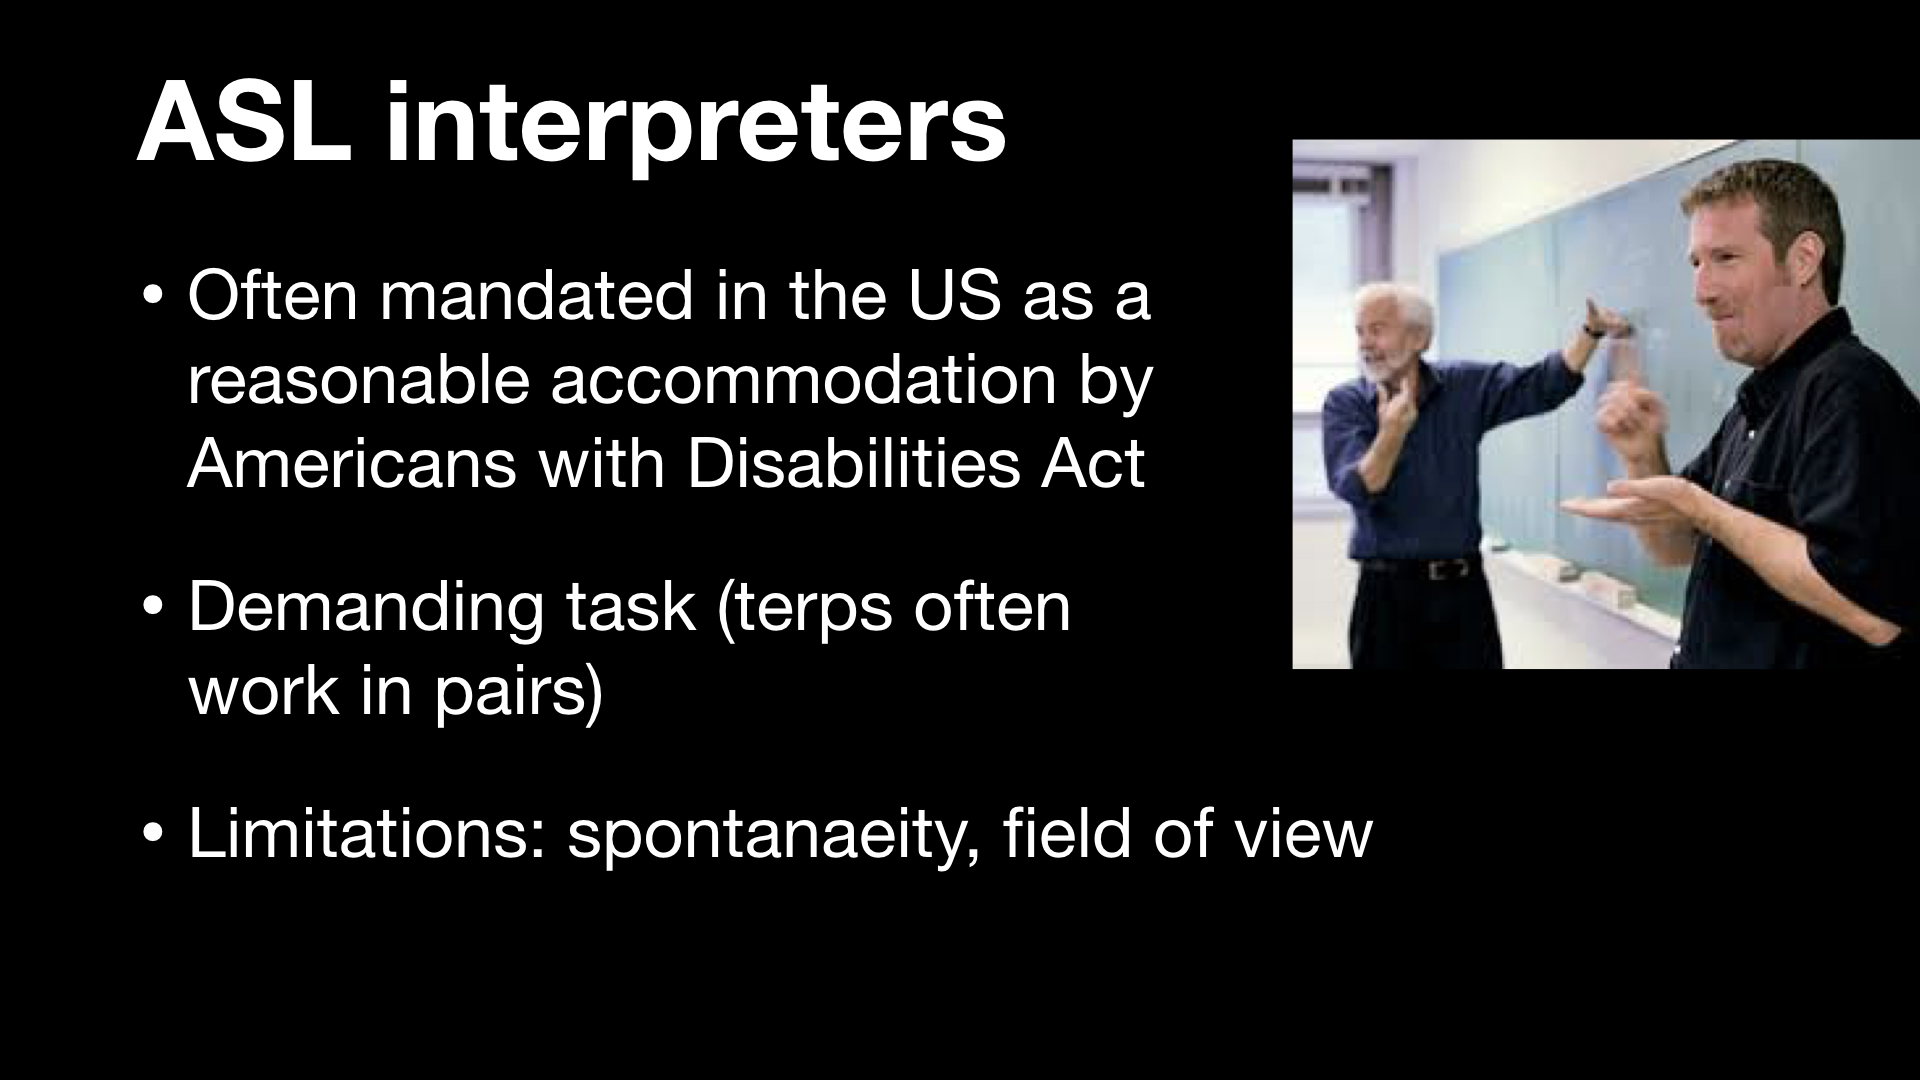 ASL interpreters
• Often mandated in the US as a
reasonable accommodation by
Americans with Disabilities Act
• Demanding task (terps often
work in pairs)
• Limitations: spontanaeity, field of view